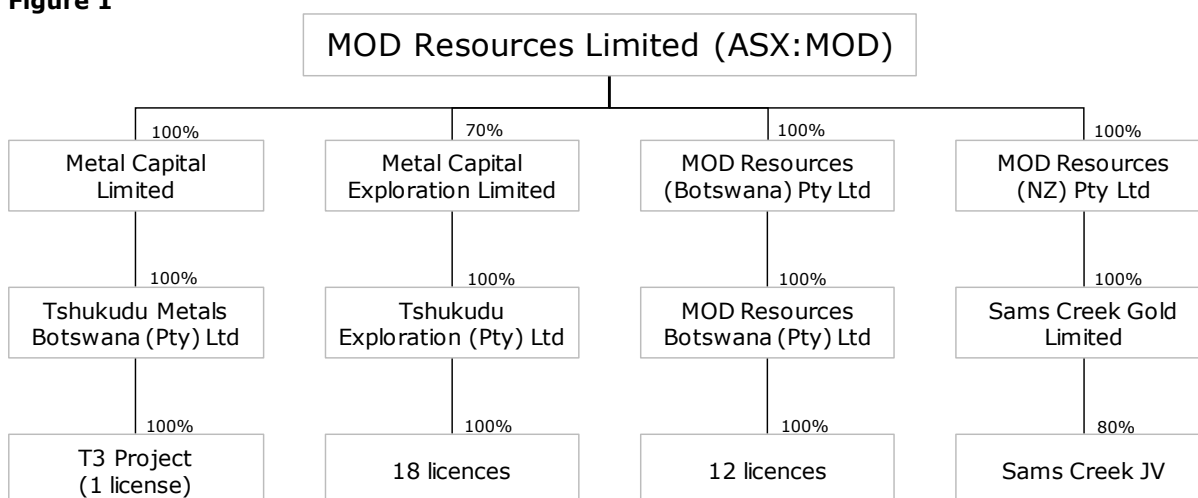 Figure 1
MOD Resources Limited (ASX:MOD)
100%
70%
100%
100%
Metal Capital
Limited
Metal Capital
Exploration Limited
MOD Resources
(Botswana) Pty Ltd
MOD Resources
(NZ) Pty Ltd
100%
100%
100%
100%
Tshukudu Metals
Botswana (Pty) Ltd
Tshukudu
Exploration (Pty) Ltd
MOD Resources
Botswana (Pty) Ltd
Sams Creek Gold
Limited
100%
100%
100%
80%
T3 Project
(1 license)
18 licences
12 licences
Sams Creek JV